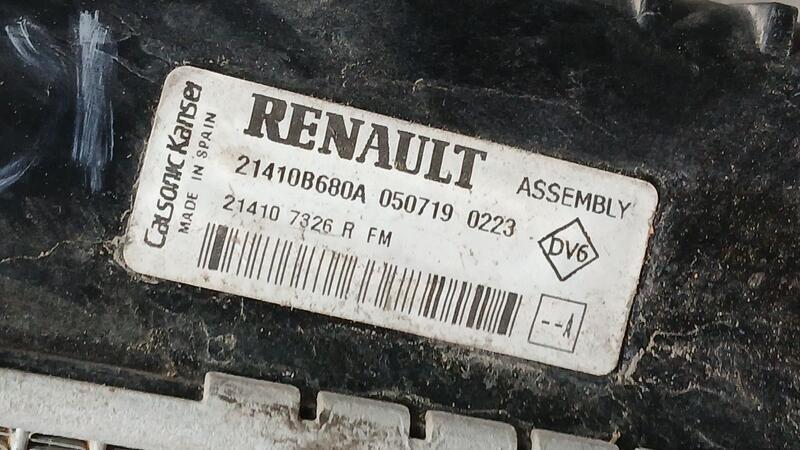 Calsonic Kansei
MADE IN SPAIN
RENAULT
21410B680A 050719 0223
21410 7326 R FM
ASSEMBLY
DV6
--A